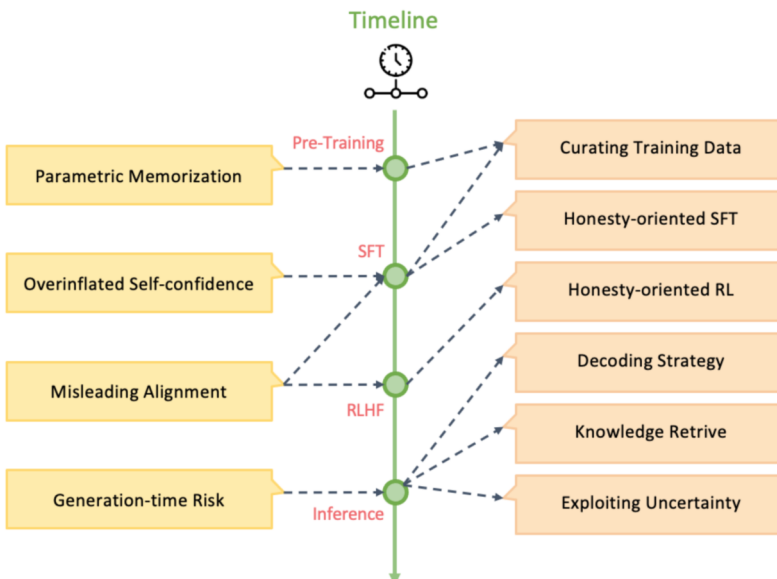 Timeline
Pre-Training
Parametric Memorization
Curating Training Data
Honesty-oriented SFT
SFT
Overinflated Self-confidence
Honesty-oriented RL
Decoding Strategy
Misleading Alignment
RLHF
Knowledge Retrive
Generation-time Risk
Exploiting Uncertainty
Inference